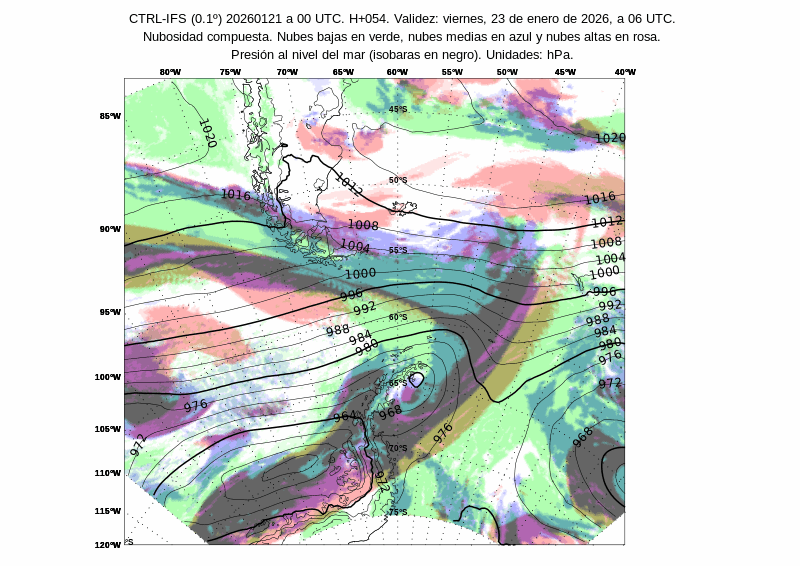 CTRL-IFS (0.1º) 20260121 a 00 UTC. H+054. Validez: viernes, 23 de enero de 2026, a 06 UTC.
Nubosidad compuesta. Nubes bajas en verde, nubes medias en azul y nubes altas en rosa.
Presión al nivel del mar (isobaras en negro). Unidades: hPa.
80ºW 75ºW 70ºW 65ºW 60ºW 55ºW 50ºW 45ºW 40ºW
45ºS
85ºW
1020
1020
50ºS
1012
1016
1016
1012
1008
90ºW
1004
1008
55ºS
1004
1000
1000
996
996
992
992
95ºW
60ºS
988
988
984
984
980
980
976
100ºW
65ºS
972
976
964
968
105ºW
976
968
972
70ºS
110ºW
972
115ºW
75ºS
120ºW
ºS